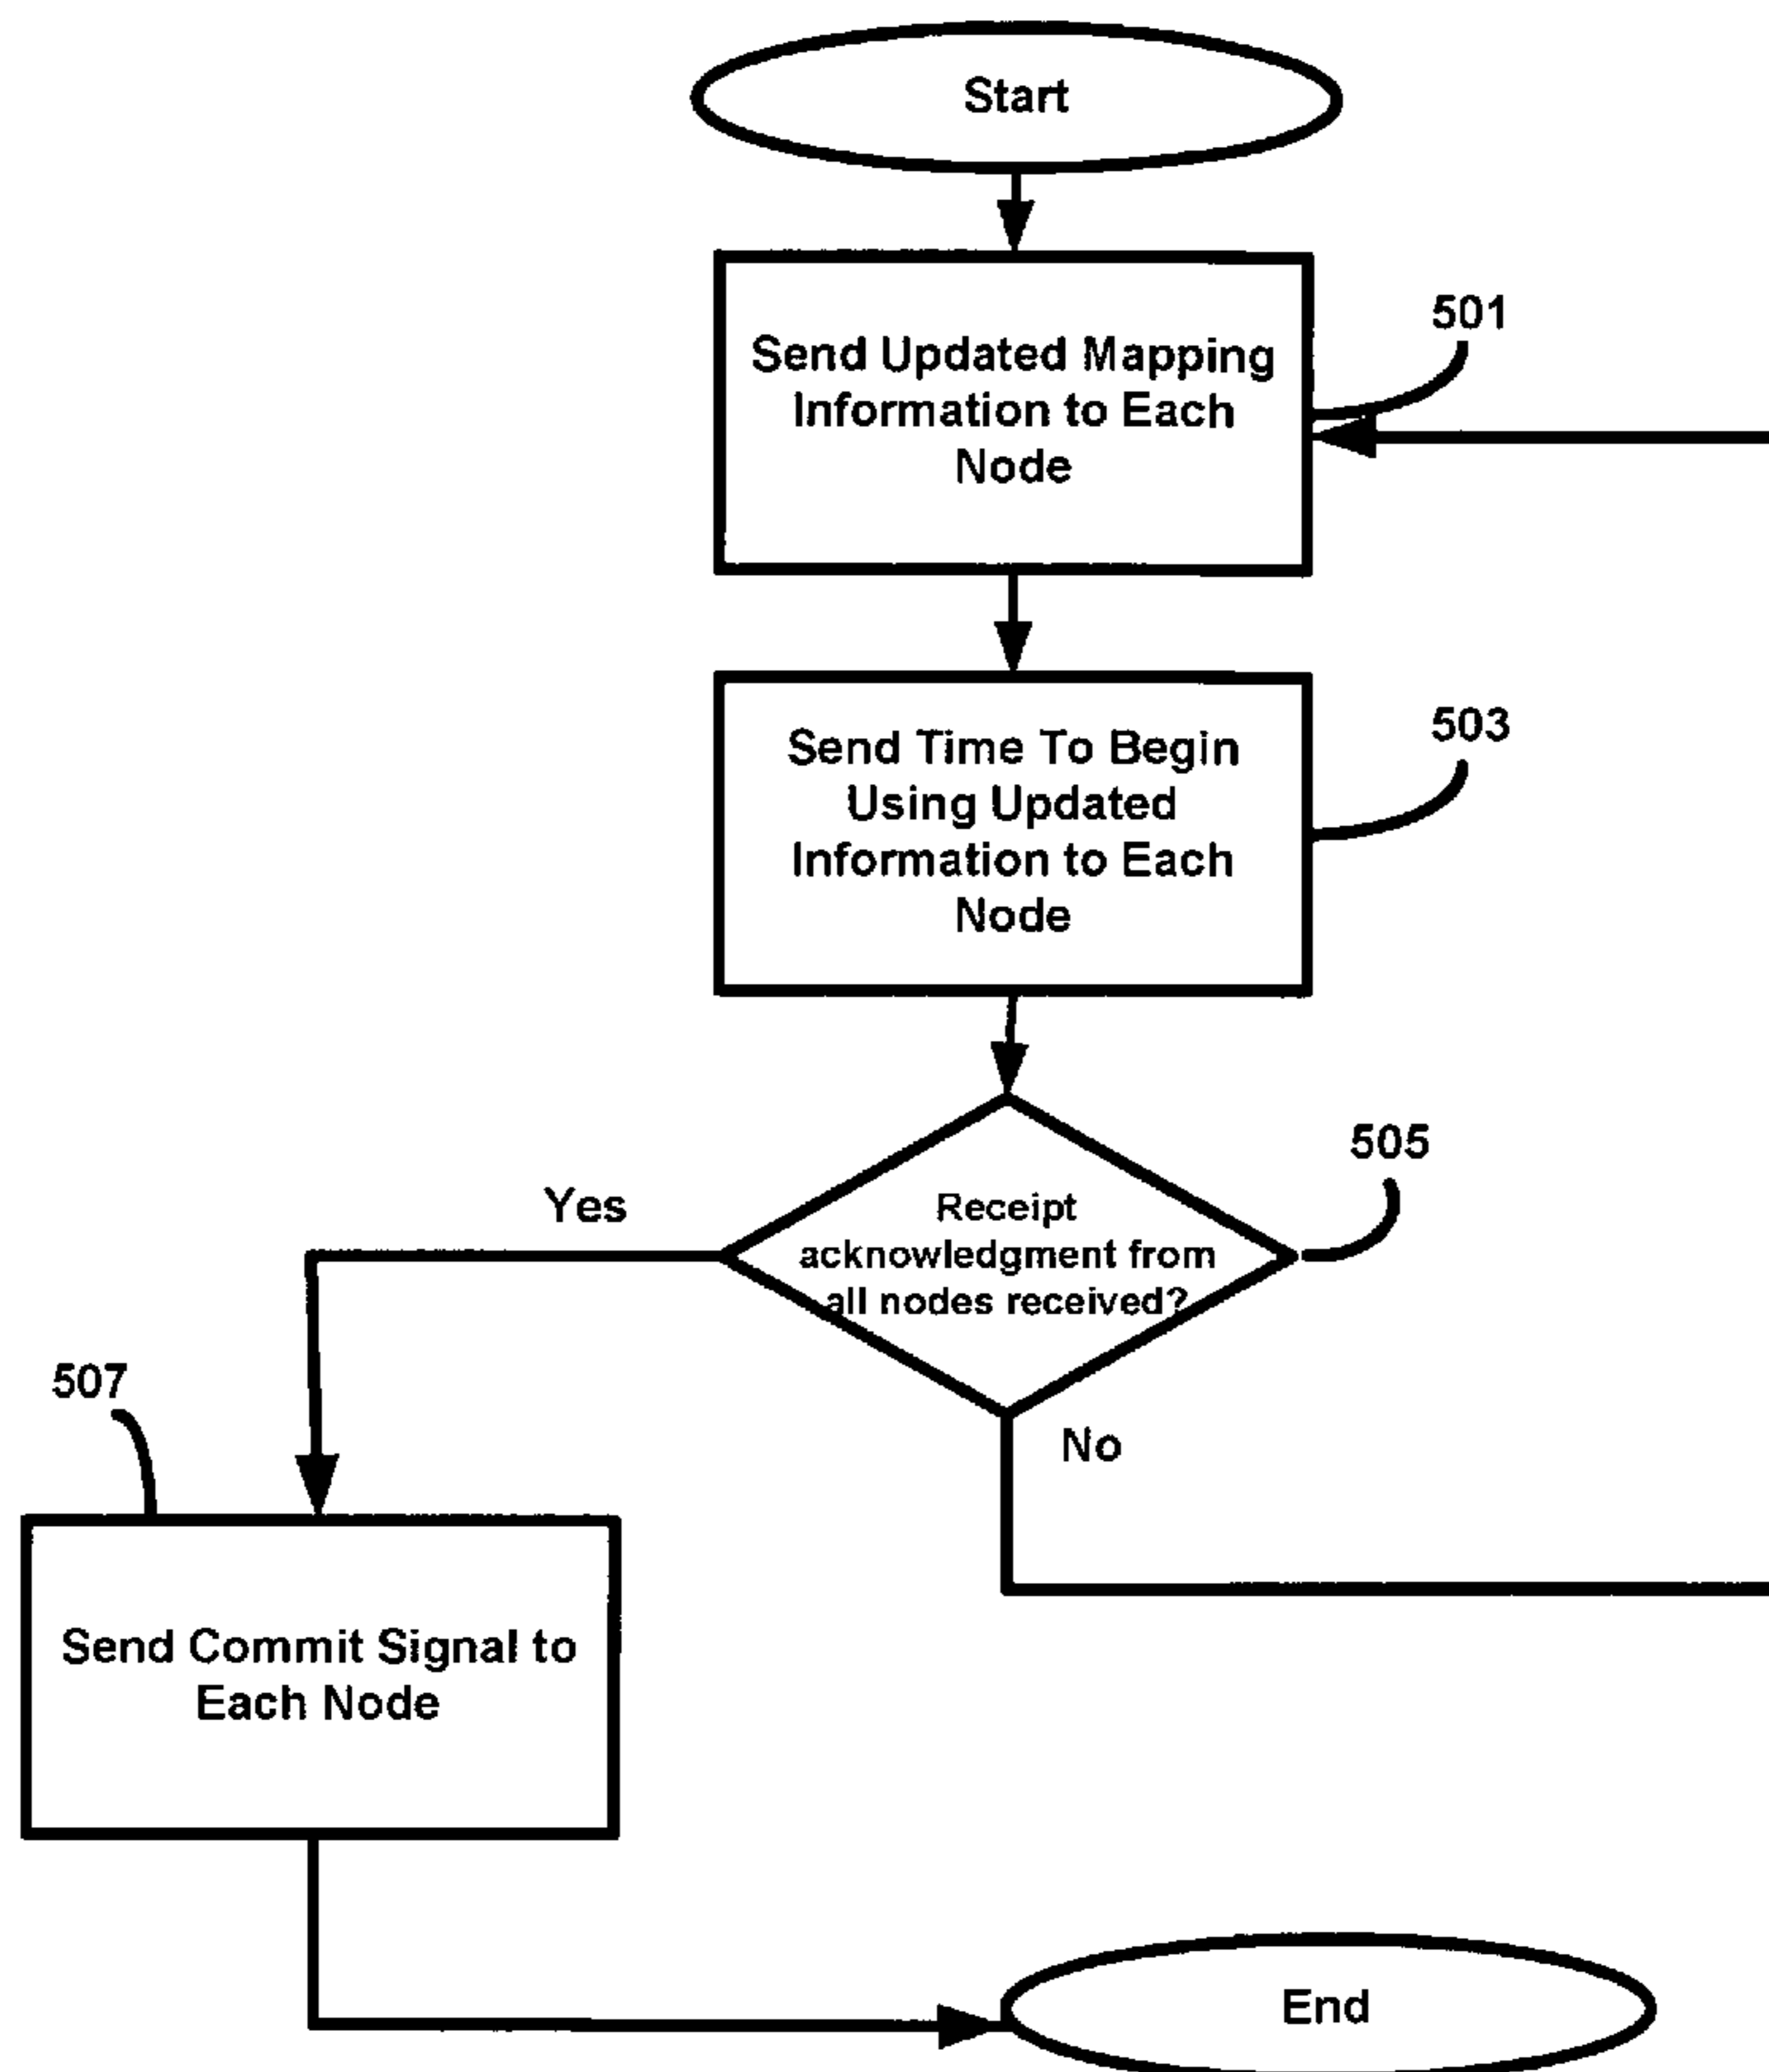 Start
Send Updated Mapping
Information to Each
Node
501
Send Time To Begin
Using Updated
Information to Each
Node
503
Receipt
acknowledgment from
all nodes received?
505
Yes
No
507
Send Commit Signal to
Each Node
End